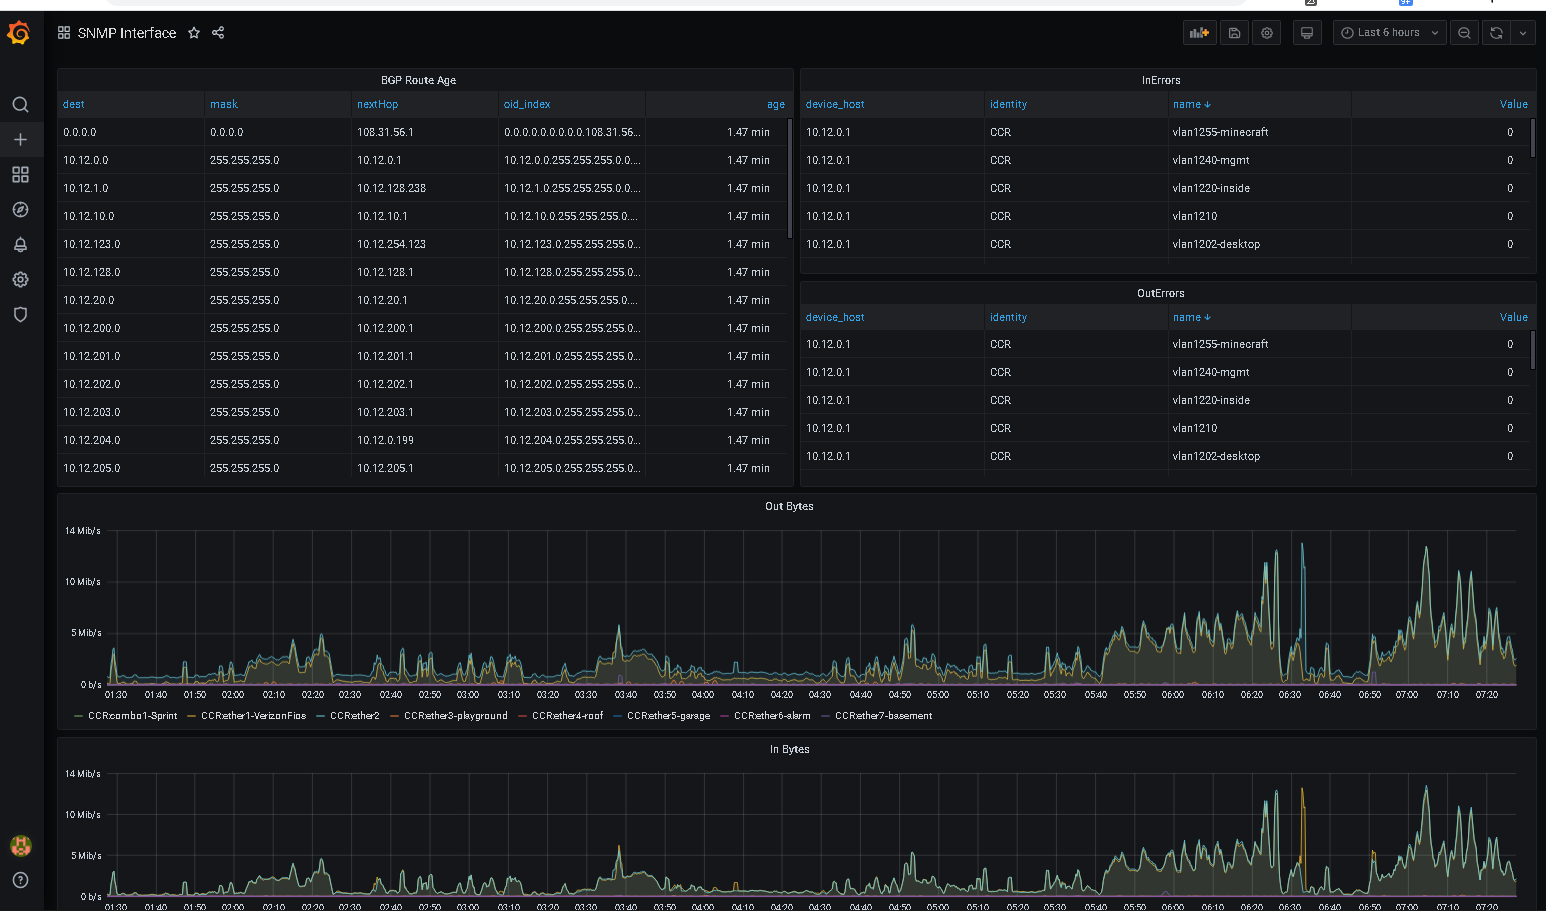 SNMP Interface
Last 6 hours
BGP Route Age
dest mask nextHop oid_index age
0.0.0.0 0.0.0.0 108.31.56.1 0.0.0.0.0.0.0.0.0.108.31.56... 1.47 min
10.12.0.0 255.255.255.0 10.12.0.1 10.12.0.0.255.255.255.0.0.... 1.47 min
10.12.1.0 255.255.255.0 10.12.128.238 10.12.1.0.255.255.255.0.0.... 1.47 min
10.12.10.0 255.255.255.0 10.12.10.1 10.12.10.0.255.255.255.0.... 1.47 min
10.12.123.0 255.255.255.0 10.12.254.123 10.12.123.0.255.255.255.0... 1.47 min
10.12.128.0 255.255.255.0 10.12.128.1 10.12.128.0.255.255.255.0... 1.47 min
10.12.20.0 255.255.255.0 10.12.20.1 10.12.20.0.255.255.255.0.... 1.47 min
10.12.200.0 255.255.255.0 10.12.200.1 10.12.200.0.255.255.255.0... 1.47 min
10.12.201.0 255.255.255.0 10.12.201.1 10.12.201.0.255.255.255.0... 1.47 min
10.12.202.0 255.255.255.0 10.12.202.1 10.12.202.0.255.255.255.0... 1.47 min
10.12.203.0 255.255.255.0 10.12.203.1 10.12.203.0.255.255.255.0... 1.47 min
10.12.204.0 255.255.255.0 10.12.0.199 10.12.204.0.255.255.255.0... 1.47 min
10.12.205.0 255.255.255.0 10.12.205.1 10.12.205.0.255.255.255.0... 1.47 min
InErrors
device_host identity name Value
10.12.0.1 CCR vlan1255-minecraft 0
10.12.0.1 CCR vlan1240-mgmt 0
10.12.0.1 CCR vlan1220-inside 0
10.12.0.1 CCR vlan1210 0
10.12.0.1 CCR vlan1202-desktop 0
OutErrors
device_host identity name Value
10.12.0.1 CCR vlan1255-minecraft 0
10.12.0.1 CCR vlan1240-mgmt 0
10.12.0.1 CCR vlan1220-inside 0
10.12.0.1 CCR vlan1210 0
10.12.0.1 CCR vlan1202-desktop 0
Out Bytes
14 Mib/s
10 Mib/s
5 Mib/s
0 b/s
01:30 01:40 01:50 02:00 02:10 02:20 02:30 02:40 02:50 03:00 03:10 03:20 03:30 03:40 03:50 04:00 04:10 04:20 04:30 04:40 04:50 05:00 05:10 05:20 05:30 05:40 05:50 06:00 06:10 06:20 06:30 06:40 06:50 07:00 07:10 07:20
CCR:combo1-Sprint CCR:ether1-VerizonFios CCR:ether2 CCR:ether3-playground CCR:ether4-roof CCR:ether5-garage CCR:ether6-alarm CCR:ether7-basement
In Bytes
14 Mib/s
10 Mib/s
5 Mib/s
0 b/s
01:30 01:40 01:50 02:00 02:10 02:20 02:30 02:40 02:50 03:00 03:10 03:20 03:30 03:40 03:50 04:00 04:10 04:20 04:30 04:40 04:50 05:00 05:10 05:20 05:30 05:40 05:50 06:00 06:10 06:20 06:30 06:40 06:50 07:00 07:10 07:20